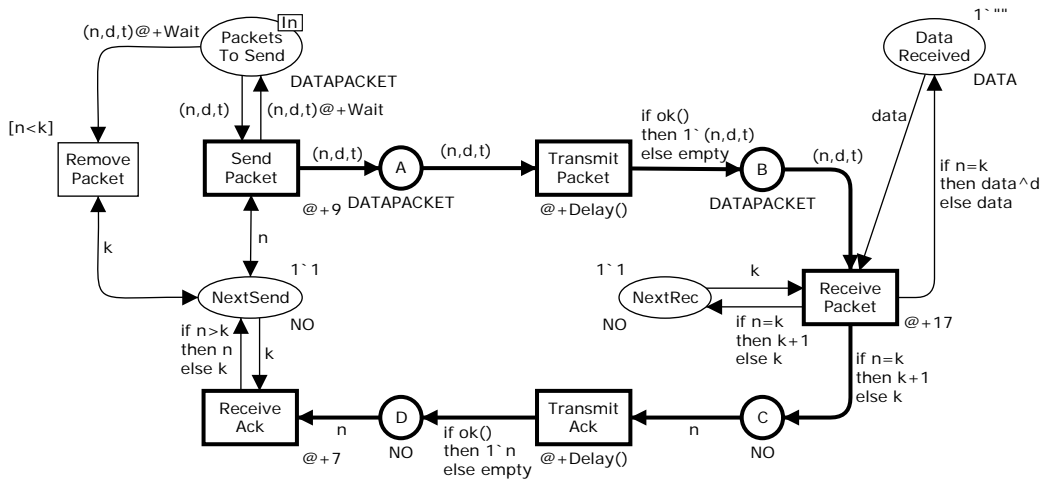 (n,d,t)@+Wait
Packets
To Send
In
DATAPACKET
1`""
Data
Received
DATA
(n,d,t)
(n,d,t)@+Wait
[n<k]
Remove
Packet
Send
Packet
@+9
(n,d,t)
A
DATAPACKET
(n,d,t)
Transmit
Packet
@+Delay()
if ok()
then 1`(n,d,t)
else empty
B
DATAPACKET
(n,d,t)
data
if n=k
then data^d
else data
k
n
1`1
NextSend
NO
1`1
NextRec
NO
k
if n=k
then k+1
else k
Receive
Packet
@+17
if n>k
then n
else k
k
Receive
Ack
@+7
n
D
NO
if ok()
then 1`n
else empty
Transmit
Ack
@+Delay()
n
C
NO
if n=k
then k+1
else k